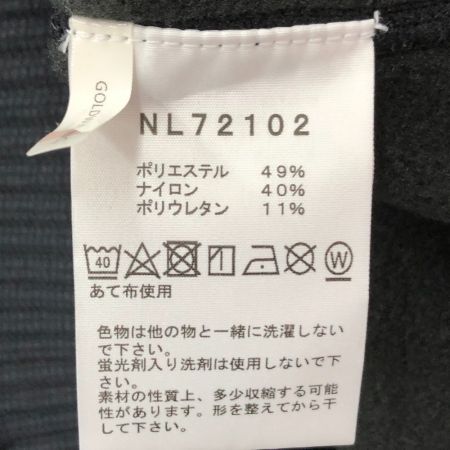 GOLDWIN
NL72102
ポリエステル 49%
ナイロン 40%
ポリウレタン 11%
40 W
あて布使用
色物は他の物と一緒に洗濯しない
で下さい。
蛍光剤入り洗剤は使用しないで下
さい。
素材の性質上、多少収縮する可能
性があります。形を整えてから干
して下さい。